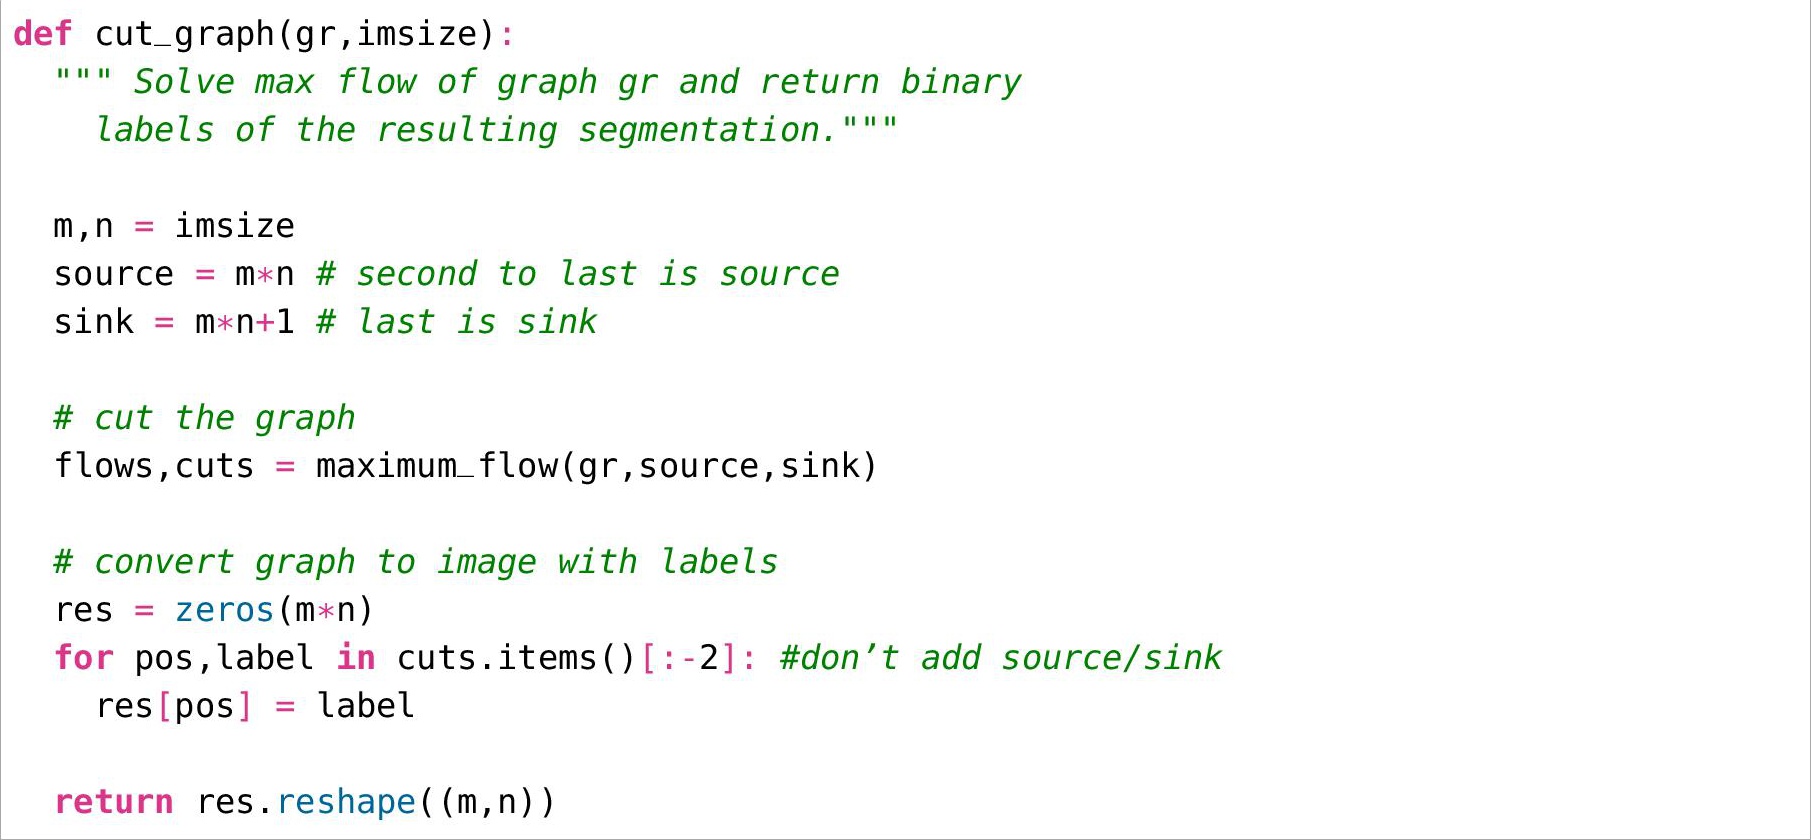 def cut_graph(gr,imsize):
  """ Solve max flow of graph gr and return binary
    labels of the resulting segmentation."""

  m,n = imsize
  source = m*n # second to last is source
  sink = m*n+1 # last is sink

  # cut the graph
  flows,cuts = maximum_flow(gr,source,sink)

  # convert graph to image with labels
  res = zeros(m*n)
  for pos,label in cuts.items()[:-2]: #don’t add source/sink
    res[pos] = label

  return res.reshape((m,n))